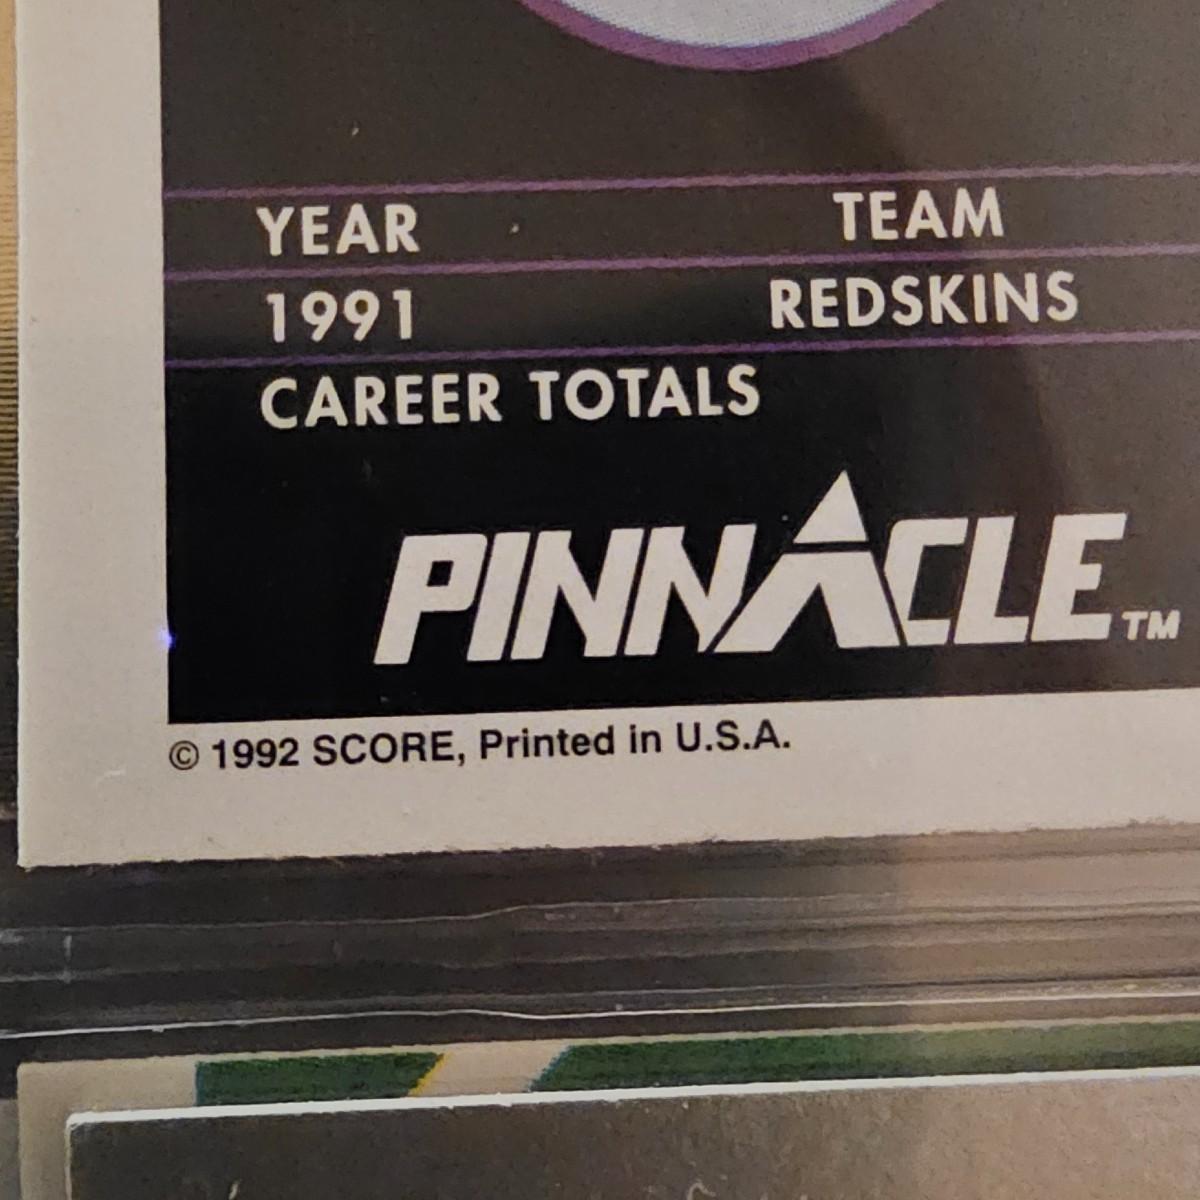 YEAR TEAM
1991 REDSKINS
CAREER TOTALS
PINNACLE TM
© 1992 SCORE, Printed in U.S.A.